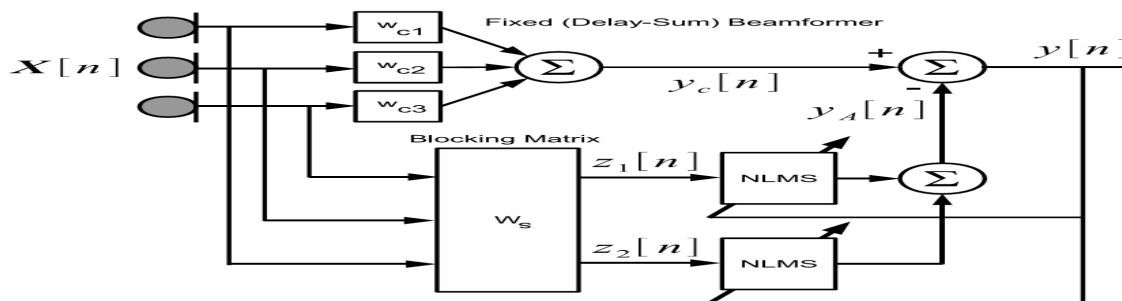 w_c1
Fixed (Delay-Sum) Beamformer
X[n]
w_c2
w_c3
Σ
+
Σ
-
y[n]
y_c[n]
y_A[n]
Blocking Matrix
W_s
z_1[n]
NLMS
Σ
z_2[n]
NLMS